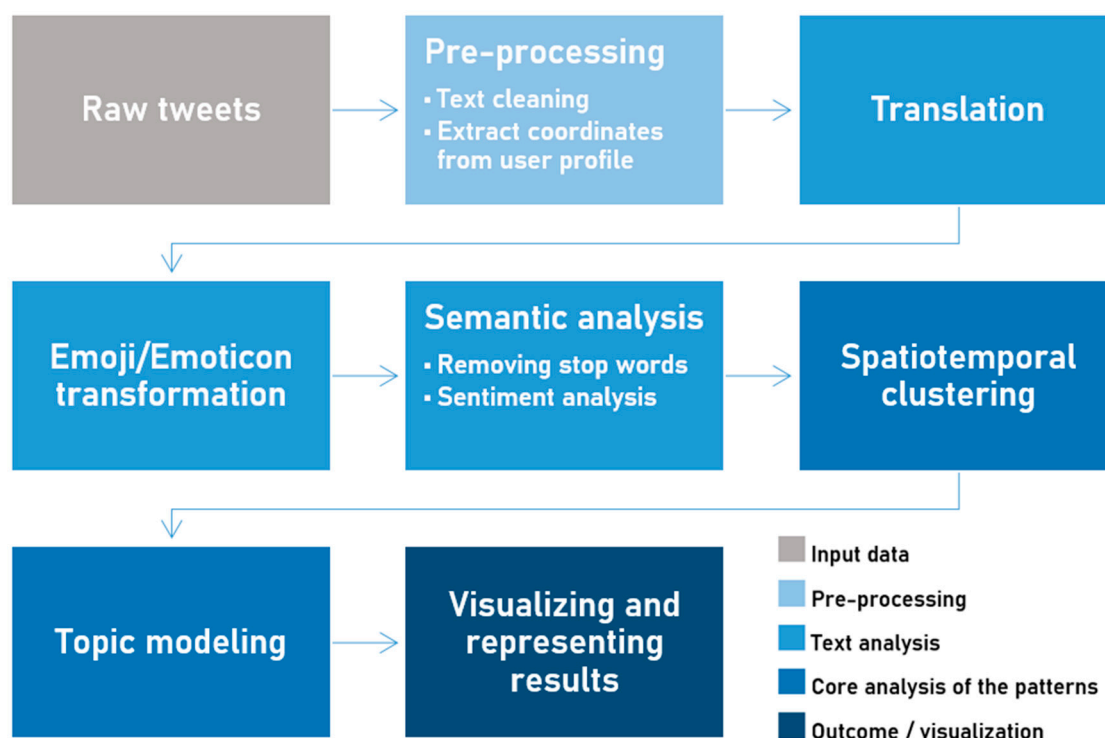 Raw tweets
Pre-processing
▪ Text cleaning
▪ Extract coordinates
from user profile
Translation
Emoji/Emoticon
transformation
Semantic analysis
▪ Removing stop words
▪ Sentiment analysis
Spatiotemporal
clustering
Topic modeling
Visualizing and
representing
results
Input data
Pre-processing
Text analysis
Core analysis of the patterns
Outcome / visualization